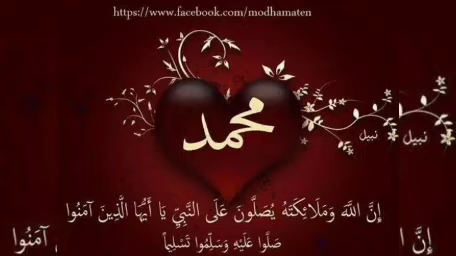 https://www.facebook.com/modhamaten
محمد
نبيل نبيل
إِنَّ اللَّهَ وَمَلَائِكَتَهُ يُصَلُّونَ عَلَى النَّبِيِّ يَا أَيُّهَا الَّذِينَ آمَنُوا
صَلُّوا عَلَيْهِ وَسَلِّمُوا تَسْلِيمًا
إِنَّ ا
آمَنُوا